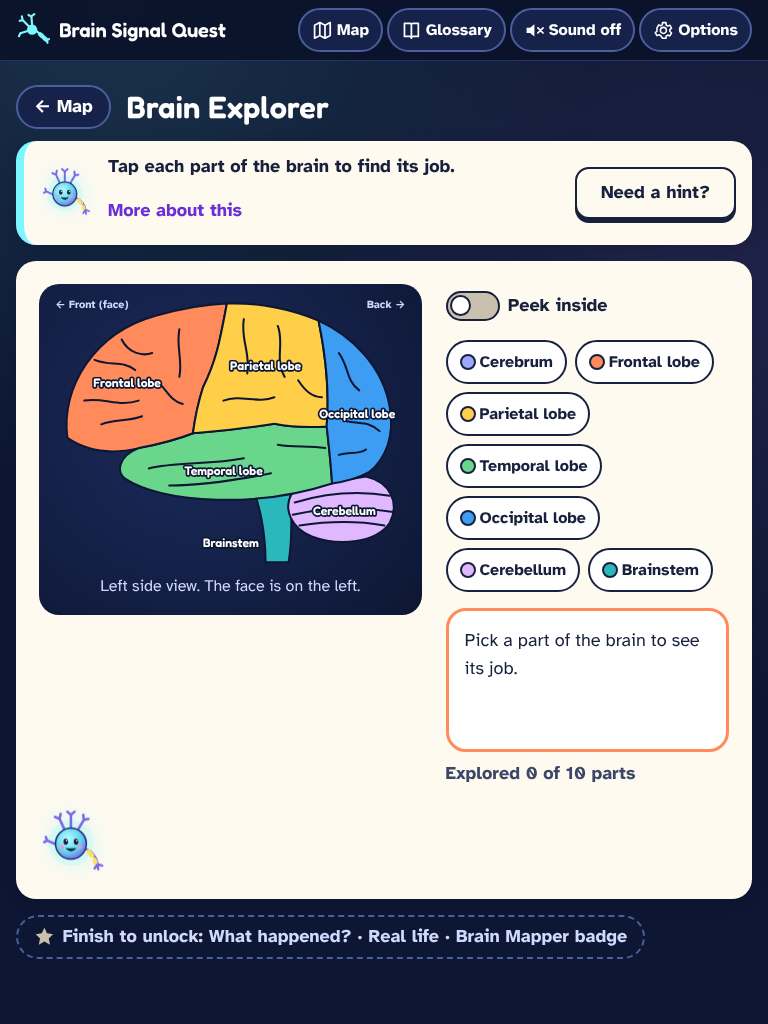 Brain Signal Quest
Map
Glossary
Sound off
Options
← Map
Brain Explorer
Tap each part of the brain to find its job.
More about this
Need a hint?
← Front (face)
Back →
Frontal lobe
Parietal lobe
Occipital lobe
Temporal lobe
Cerebellum
Brainstem
Left side view. The face is on the left.
Peek inside
Cerebrum
Frontal lobe
Parietal lobe
Temporal lobe
Occipital lobe
Cerebellum
Brainstem
Pick a part of the brain to see
its job.
Explored 0 of 10 parts
Finish to unlock: What happened? · Real life · Brain Mapper badge